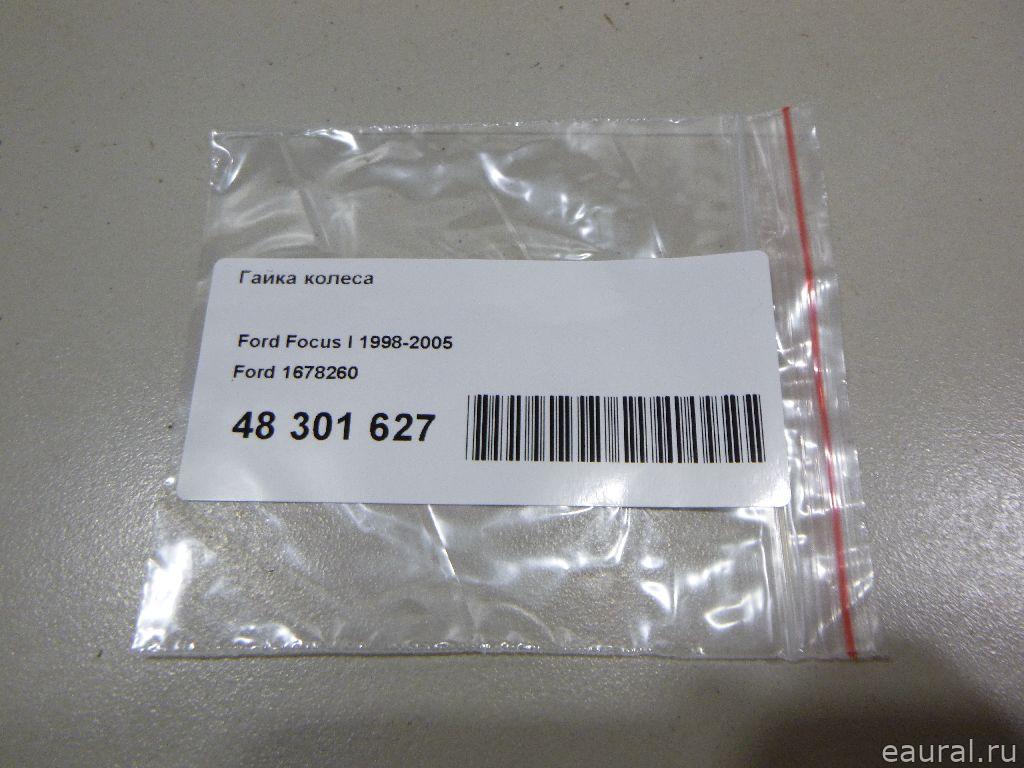 Гайка колеса
Ford Focus I 1998-2005
Ford 1678260
48 301 627
eaural.ru